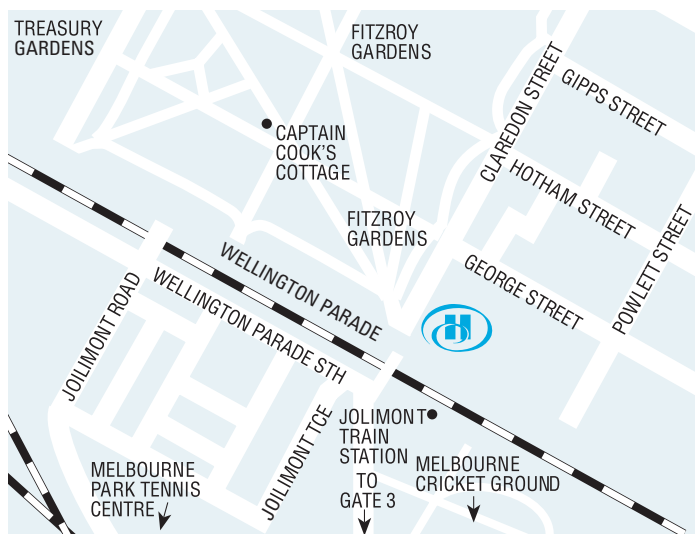 TREASURY
GARDENS
FITZROY
GARDENS
GIPPS STREET
CLAREDON STREET
CAPTAIN
COOK'S
COTTAGE
HOTHAM STREET
FITZROY
GARDENS
POWLETT STREET
GEORGE STREET
WELLINGTON PARADE
WELLINGTON PARADE STH
JOILIMONT ROAD
H
JOILIMONT TCE
JOLIMONT
TRAIN
STATION
TO
GATE 3
MELBOURNE
CRICKET GROUND
MELBOURNE
PARK TENNIS
CENTRE